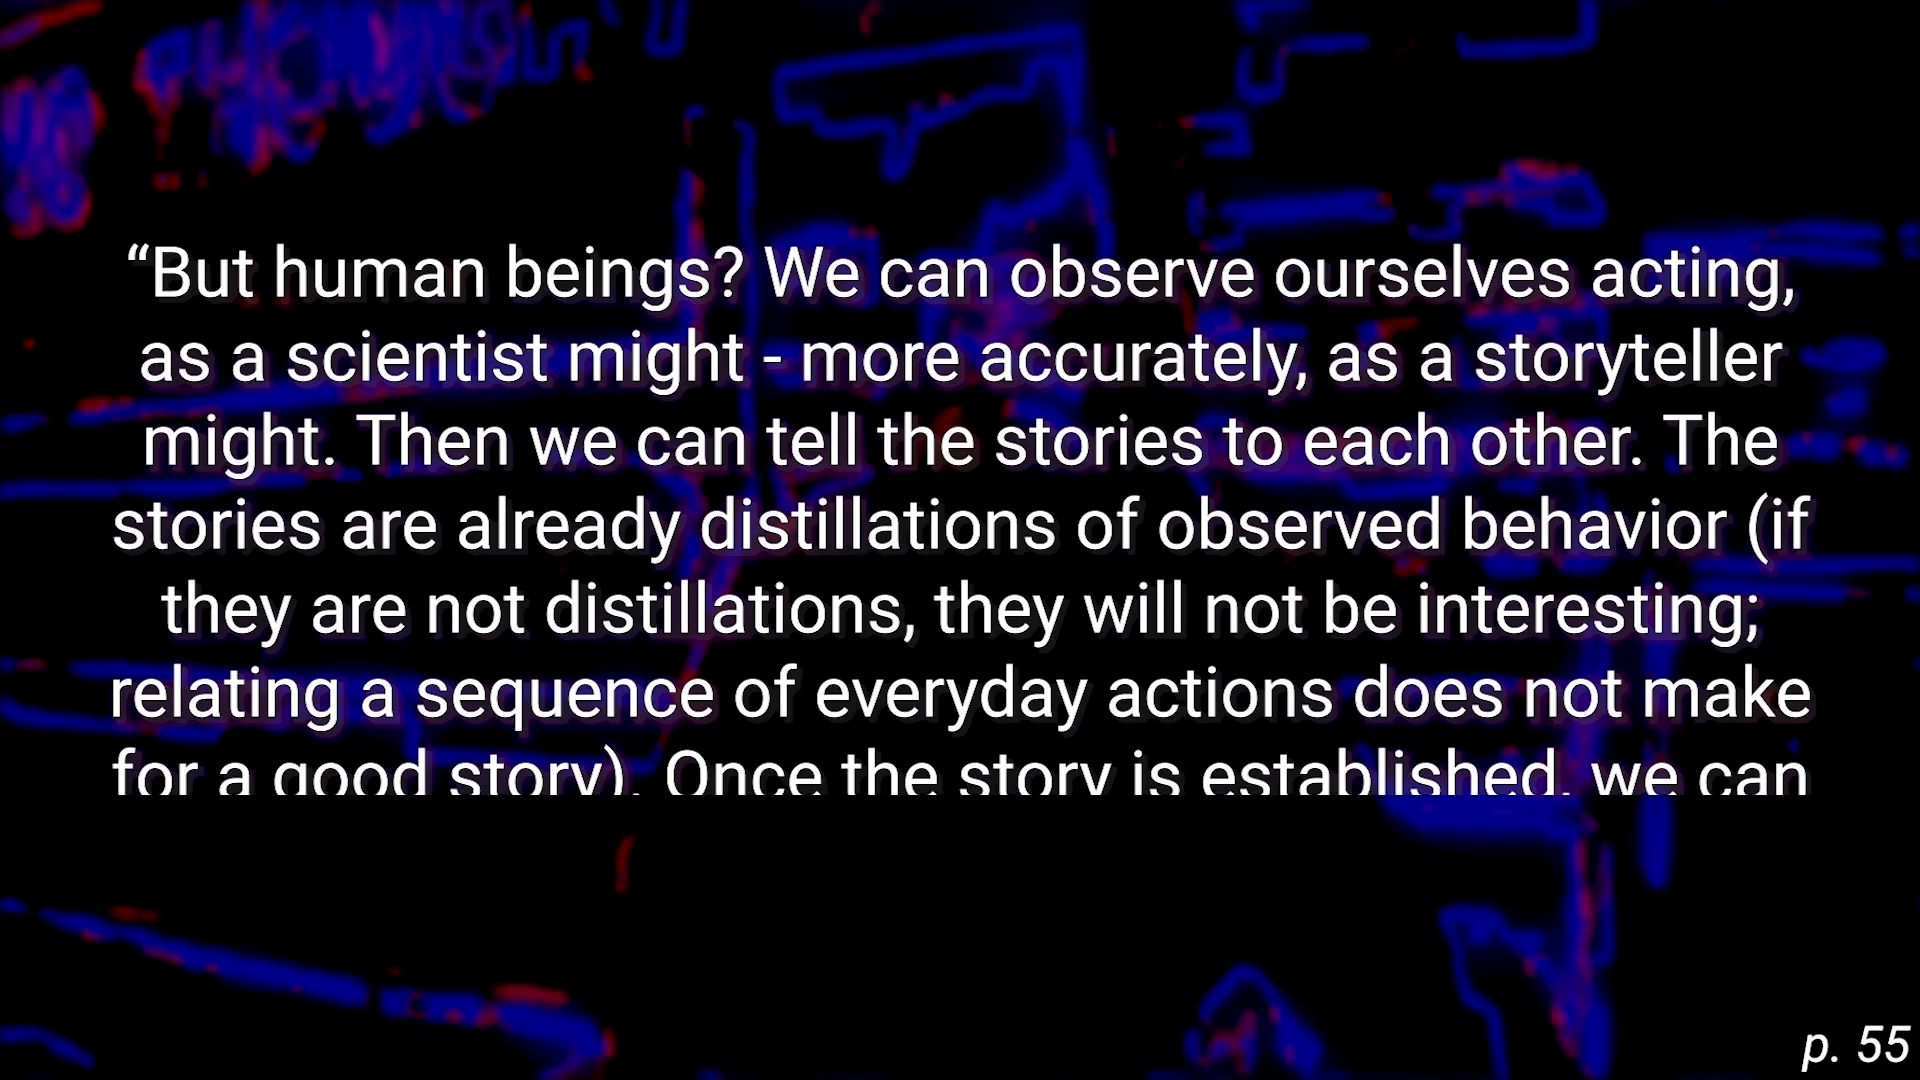 “But human beings? We can observe ourselves acting,
as a scientist might - more accurately, as a storyteller
might. Then we can tell the stories to each other. The
stories are already distillations of observed behavior (if
they are not distillations, they will not be interesting;
relating a sequence of everyday actions does not make
for a good story). Once the story is established, we can
p. 55